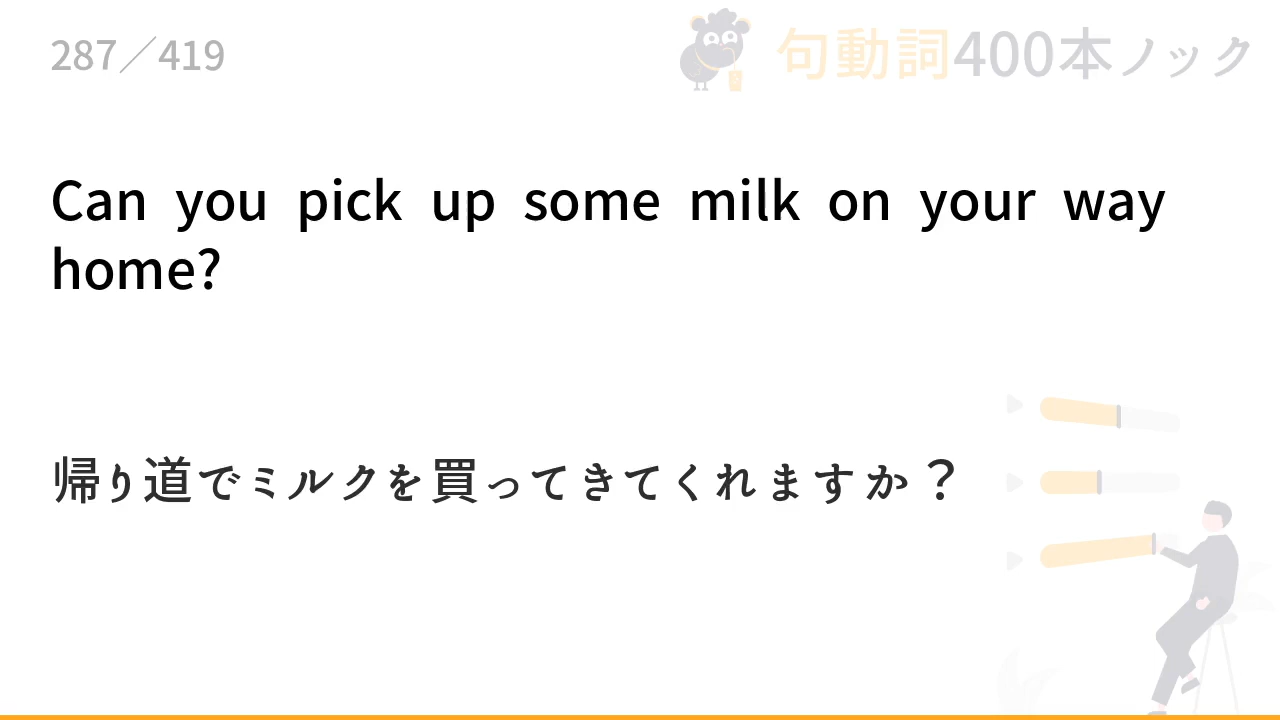 287／419
句動詞400本ノック
Can you pick up some milk on your way
home?
帰り道でミルクを買ってきてくれますか？